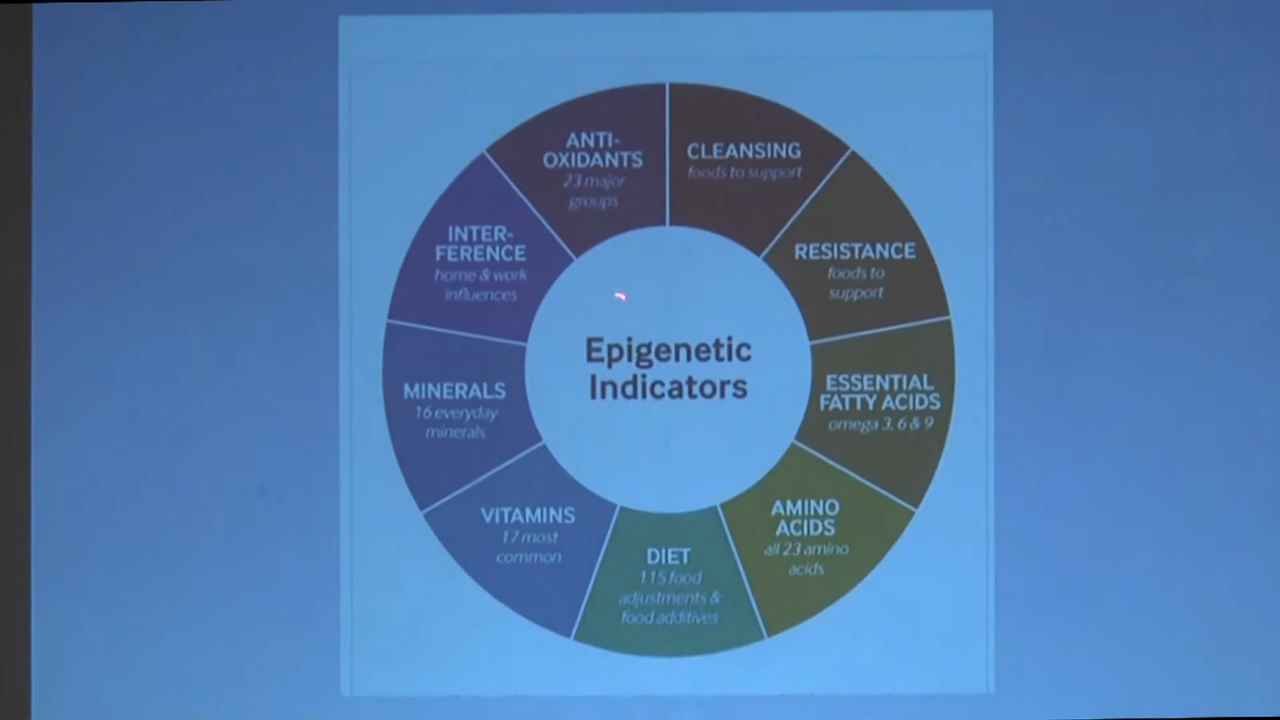 Epigenetic
Indicators
CLEANSING
foods to support
RESISTANCE
foods to
support
ESSENTIAL
FATTY ACIDS
omega 3, 6 & 9
AMINO
ACIDS
all 23 amino
acids
DIET
115 food
adjustments &
food additives
VITAMINS
17 most
common
MINERALS
16 everyday
minerals
INTER-
FERENCE
home & work
influences
ANTI-
OXIDANTS
23 major
groups